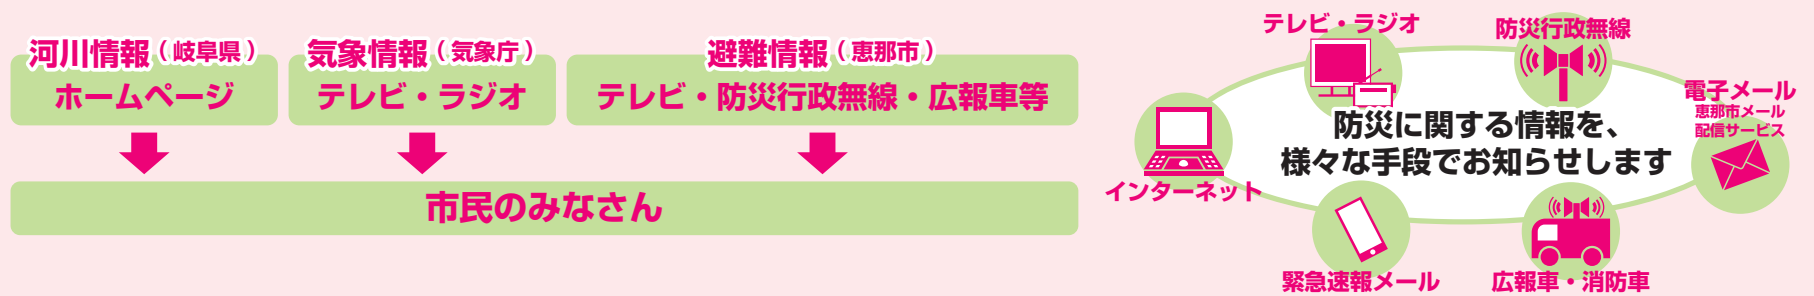 河川情報（岐阜県）
ホームページ
気象情報（気象庁）
テレビ・ラジオ
避難情報（恵那市）
テレビ・防災行政無線・広報車等
市民のみなさん
テレビ・ラジオ
防災行政無線
電子メール
恵那市メール
配信サービス
防災に関する情報を、
様々な手段でお知らせします
インターネット
緊急速報メール
広報車・消防車